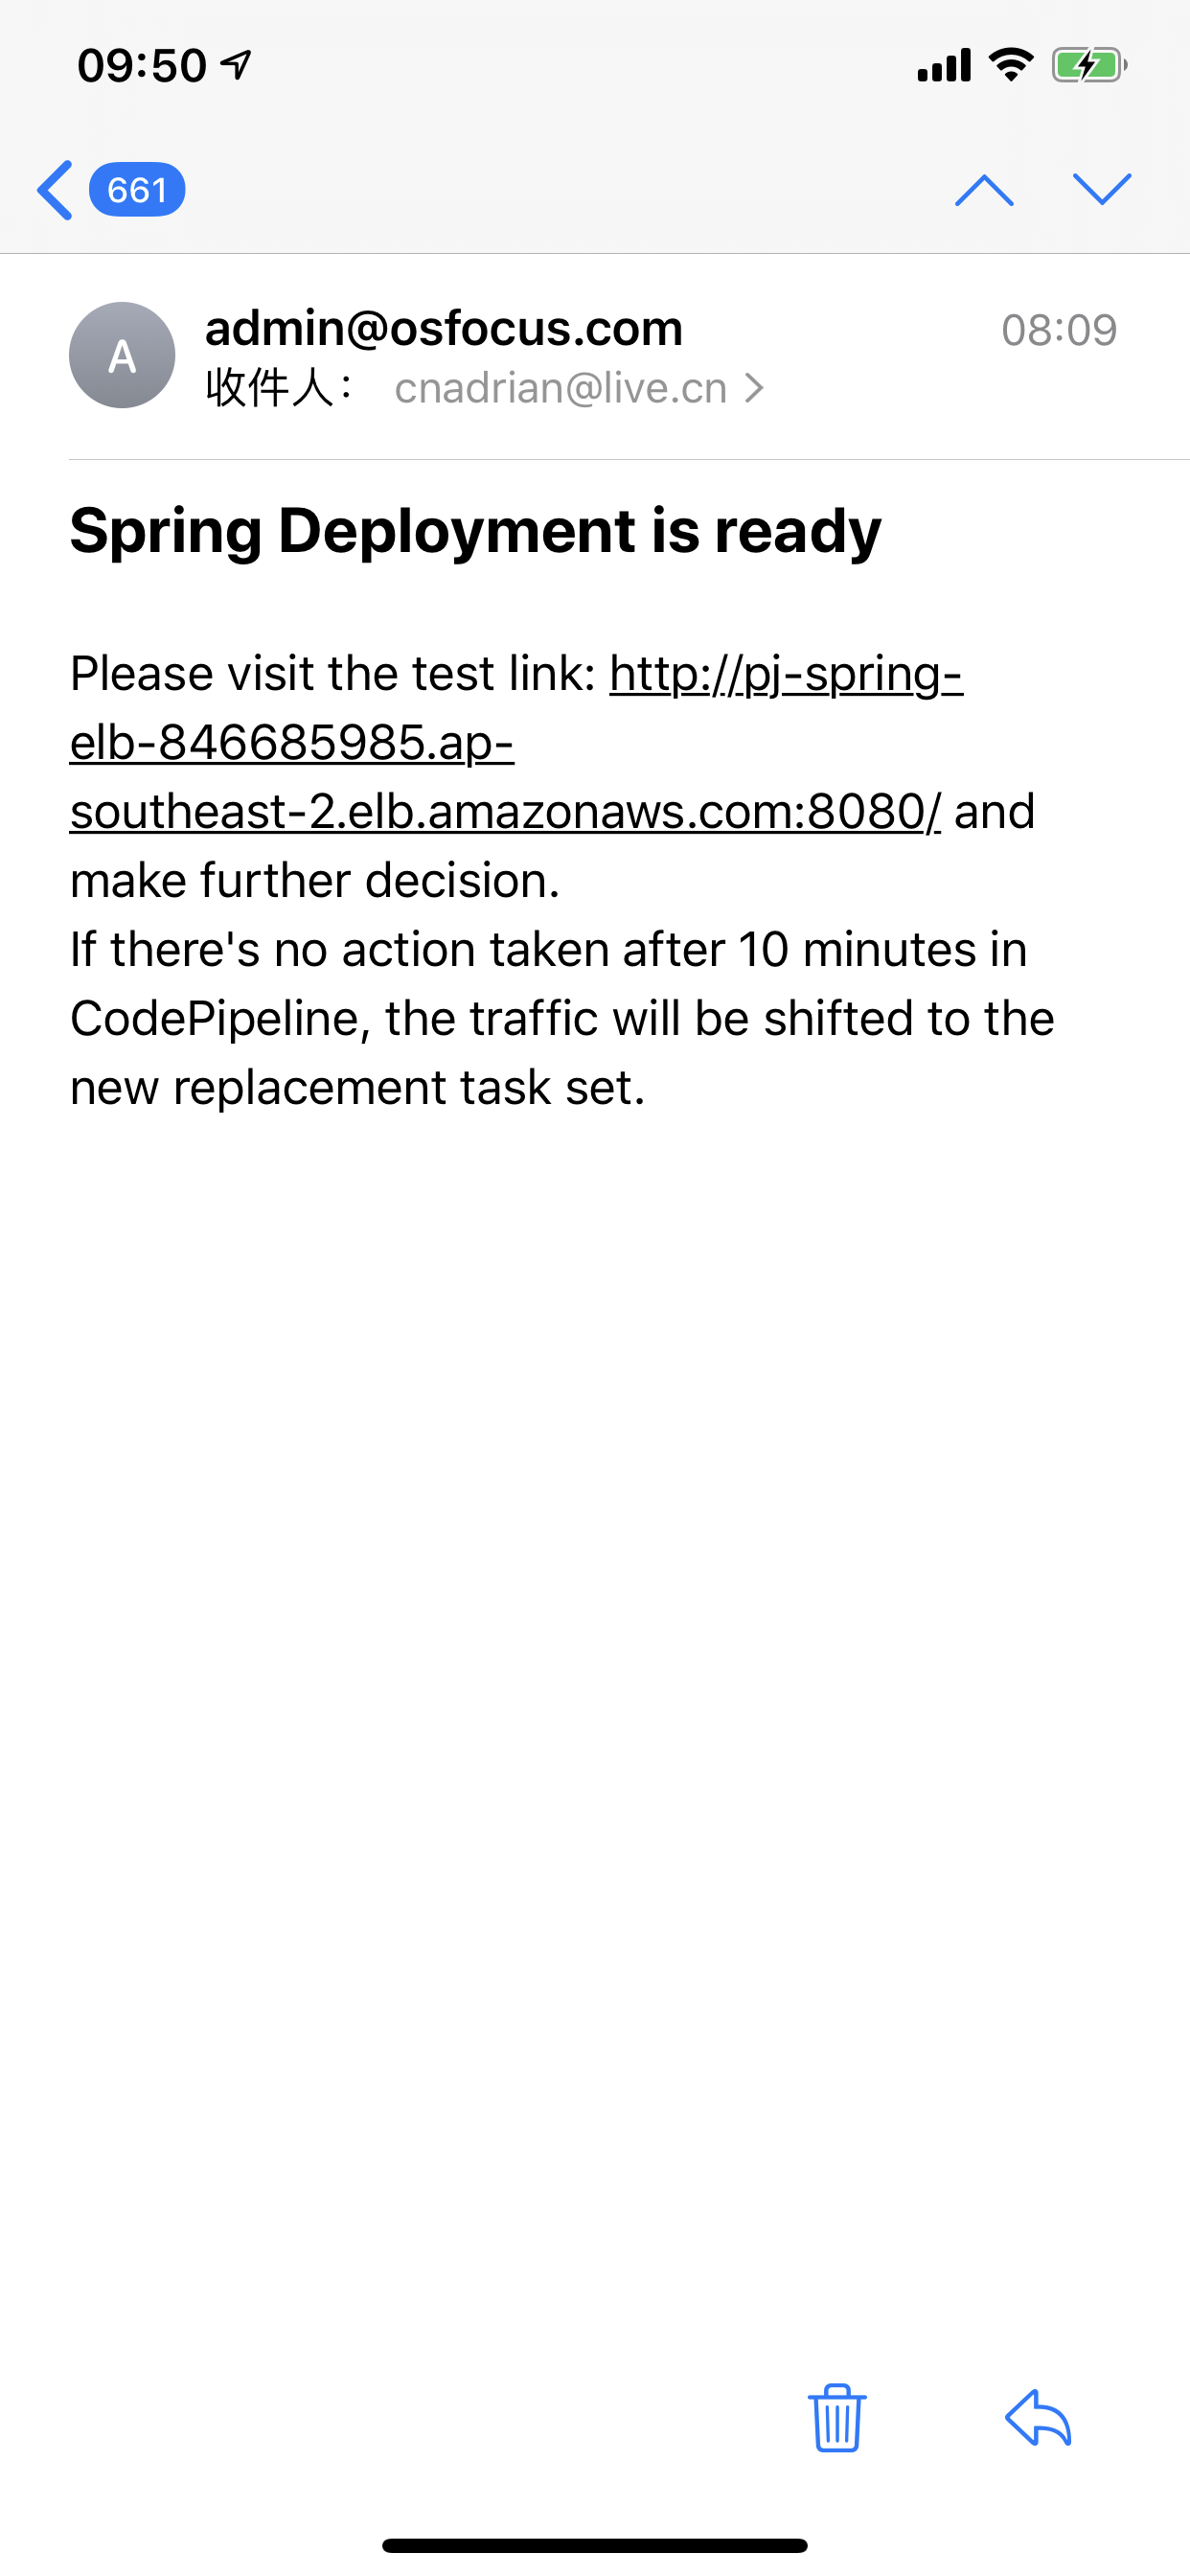 09:50
661
A
admin@osfocus.com
08:09
收件人： cnadrian@live.cn
Spring Deployment is ready
Please visit the test link: http://pj-spring-
elb-846685985.ap-
southeast-2.elb.amazonaws.com:8080/ and
make further decision.
If there's no action taken after 10 minutes in
CodePipeline, the traffic will be shifted to the
new replacement task set.